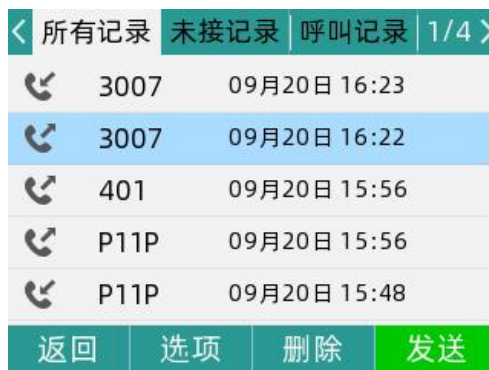 所有记录 未接记录 呼叫记录 1/4
3007 09月20日 16:23
3007 09月20日 16:22
401 09月20日 15:56
P11P 09月20日 15:56
P11P 09月20日 15:48
返回 选项 删除 发送